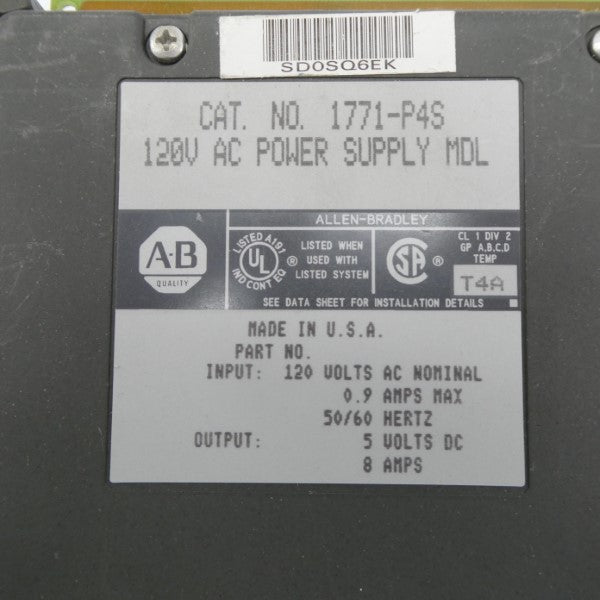 SD0SQ6EK
CAT. NO. 1771-P4S
120V AC POWER SUPPLY MDL
ALLEN-BRADLEY
A-B
QUALITY
LISTED A197
UL
IND CONT EQ
®
LISTED WHEN
USED WITH
LISTED SYSTEM
SA
®
CL 1 DIV 2
GP A,B,C,D
TEMP
T4A
SEE DATA SHEET FOR INSTALLATION DETAILS
MADE IN U.S.A.
PART NO.
INPUT: 120 VOLTS AC NOMINAL
0.9 AMPS MAX
50/60 HERTZ
OUTPUT: 5 VOLTS DC
8 AMPS